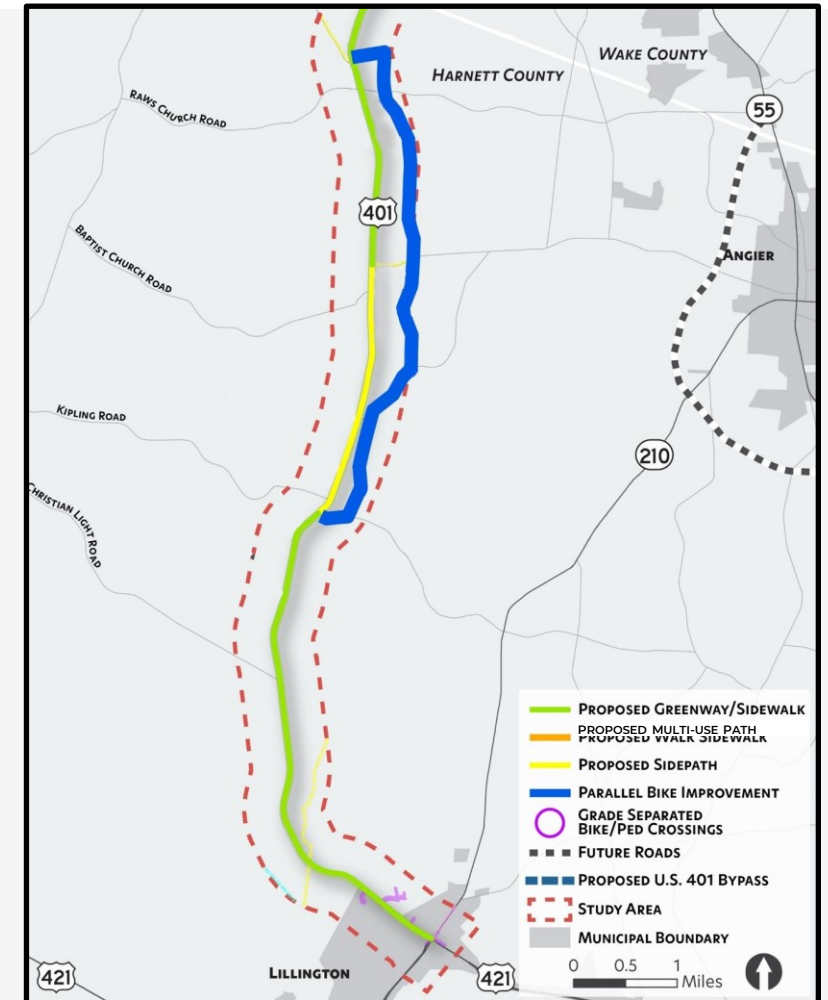 WAKE COUNTY
HARNETT COUNTY
RAWS CHURCH ROAD
55
401
BAPTIST CHURCH ROAD
ANGIER
KIPLING ROAD
210
CHRISTIAN LIGHT ROAD
PROPOSED GREENWAY/SIDEWALK
PROPOSED MULTI-USE PATH
PROPOSED WALK SIDEWALK
PROPOSED SIDEPATH
PARALLEL BIKE IMPROVEMENT
GRADE SEPARATED
BIKE/PED CROSSINGS
FUTURE ROADS
PROPOSED U.S. 401 BYPASS
STUDY AREA
MUNICIPAL BOUNDARY
0 0.5 1
Miles
421
LILLINGTON
421